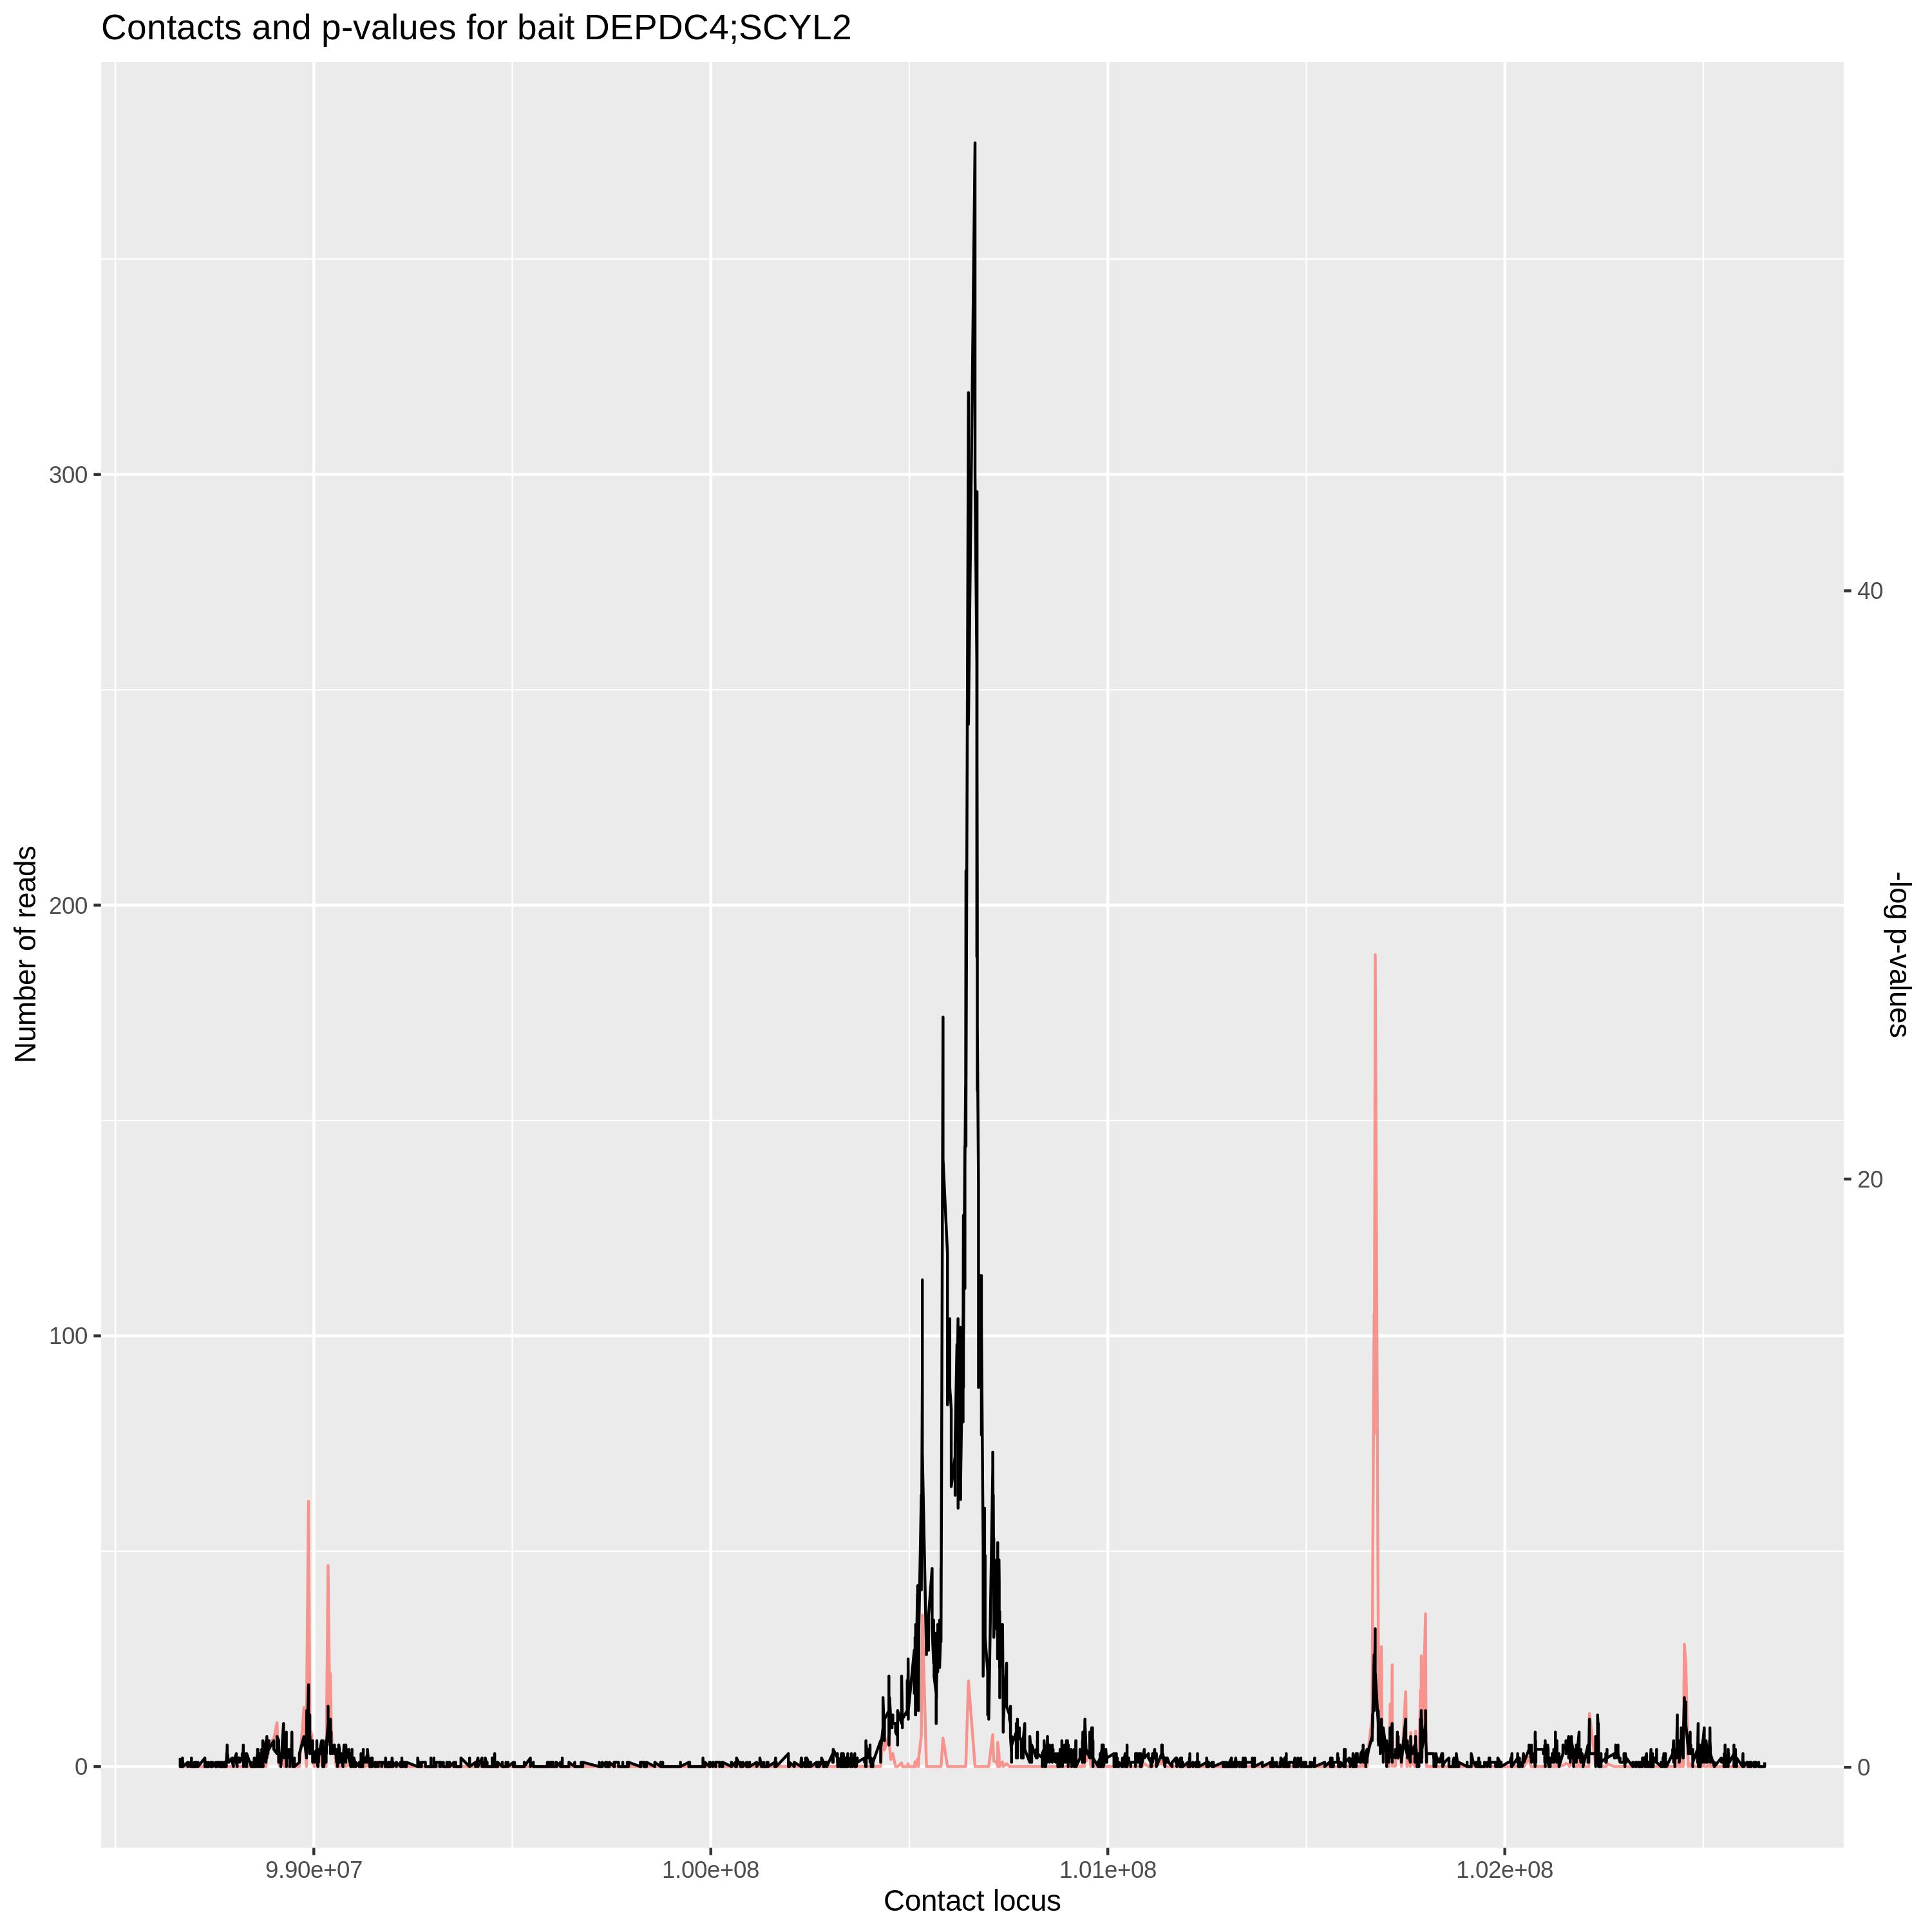 Contacts and p-values for bait DEPDC4;SCYL2
Number of reads
300
200
100
0
40
20
0
-log p-values
9.90e+07
1.00e+08
1.01e+08
1.02e+08
Contact locus